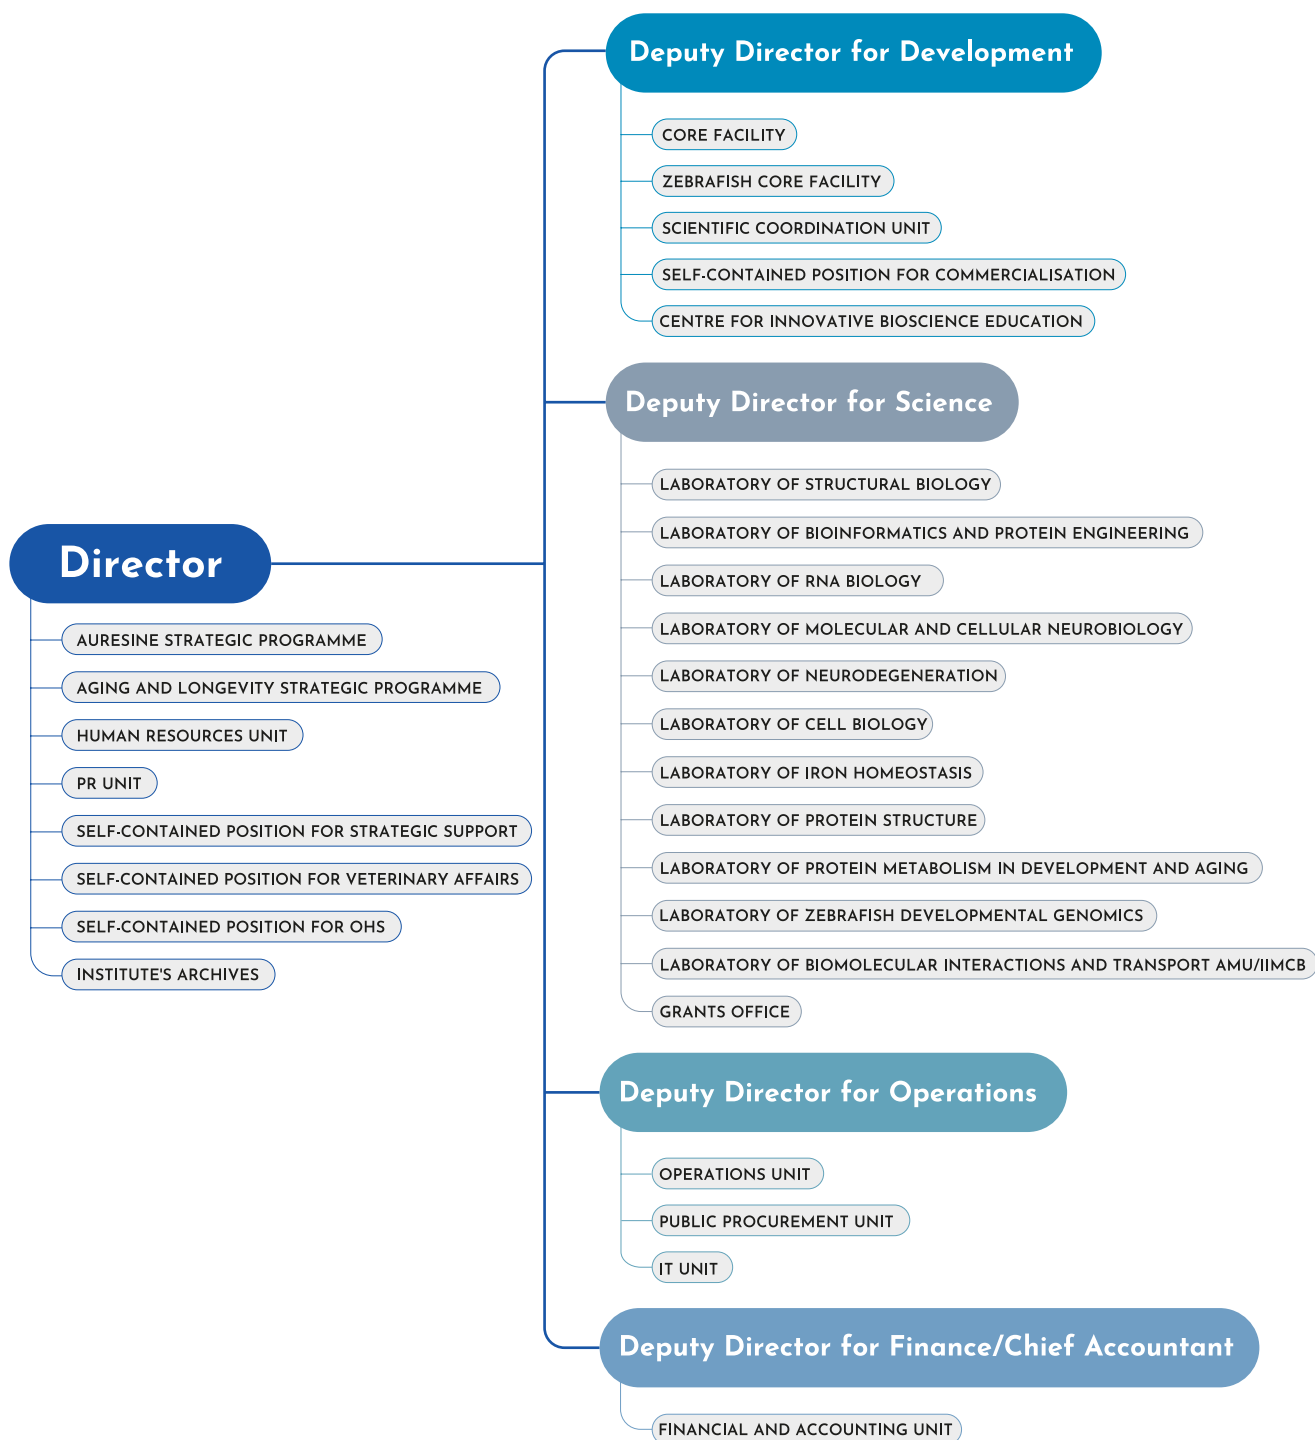 Deputy Director for Development
CORE FACILITY
ZEBRAFISH CORE FACILITY
SCIENTIFIC COORDINATION UNIT
SELF-CONTAINED POSITION FOR COMMERCIALISATION
CENTRE FOR INNOVATIVE BIOSCIENCE EDUCATION
Deputy Director for Science
LABORATORY OF STRUCTURAL BIOLOGY
LABORATORY OF BIOINFORMATICS AND PROTEIN ENGINEERING
LABORATORY OF RNA BIOLOGY
LABORATORY OF MOLECULAR AND CELLULAR NEUROBIOLOGY
LABORATORY OF NEURODEGENERATION
LABORATORY OF CELL BIOLOGY
LABORATORY OF IRON HOMEOSTASIS
LABORATORY OF PROTEIN STRUCTURE
LABORATORY OF PROTEIN METABOLISM IN DEVELOPMENT AND AGING
LABORATORY OF ZEBRAFISH DEVELOPMENTAL GENOMICS
LABORATORY OF BIOMOLECULAR INTERACTIONS AND TRANSPORT AMU/IIMCB
GRANTS OFFICE
Director
AURESINE STRATEGIC PROGRAMME
AGING AND LONGEVITY STRATEGIC PROGRAMME
HUMAN RESOURCES UNIT
PR UNIT
SELF-CONTAINED POSITION FOR STRATEGIC SUPPORT
SELF-CONTAINED POSITION FOR VETERINARY AFFAIRS
SELF-CONTAINED POSITION FOR OHS
INSTITUTE'S ARCHIVES
Deputy Director for Operations
OPERATIONS UNIT
PUBLIC PROCUREMENT UNIT
IT UNIT
Deputy Director for Finance/Chief Accountant
FINANCIAL AND ACCOUNTING UNIT